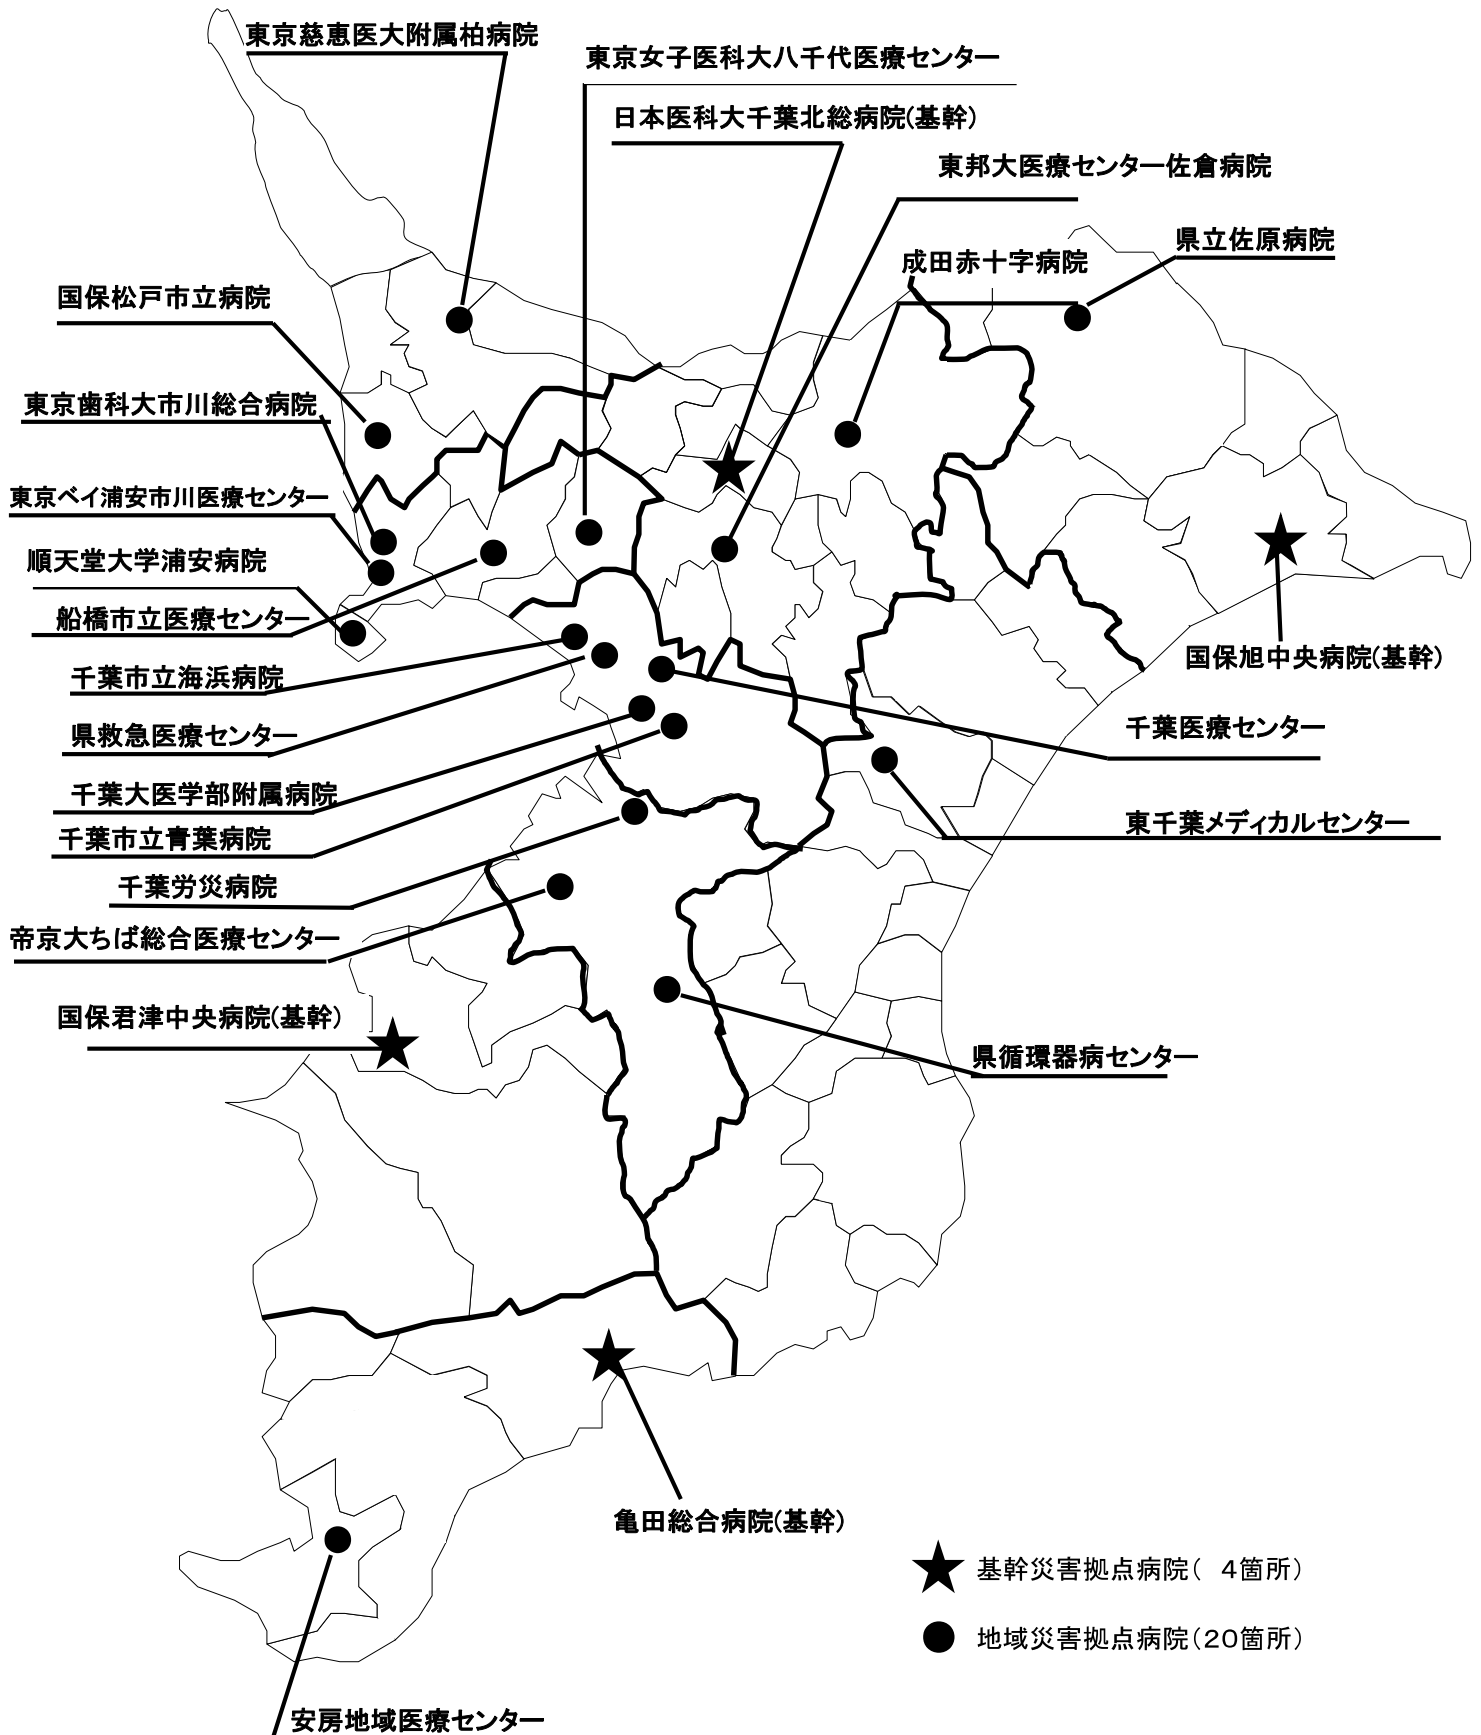 東京慈恵医大附属柏病院
東京女子医科大八千代医療センター
日本医科大千葉北総病院(基幹)
東邦大医療センター佐倉病院
県立佐原病院
成田赤十字病院
国保松戸市立病院
東京歯科大市川総合病院
東京ベイ浦安市川医療センター
順天堂大学浦安病院
船橋市立医療センター
国保旭中央病院(基幹)
千葉市立海浜病院
千葉医療センター
県救急医療センター
千葉大医学部附属病院
東千葉メディカルセンター
千葉市立青葉病院
千葉労災病院
帝京大ちば総合医療センター
国保君津中央病院(基幹)
県循環器病センター
亀田総合病院(基幹)
基幹災害拠点病院( 4箇所)
地域災害拠点病院(20箇所)
安房地域医療センター